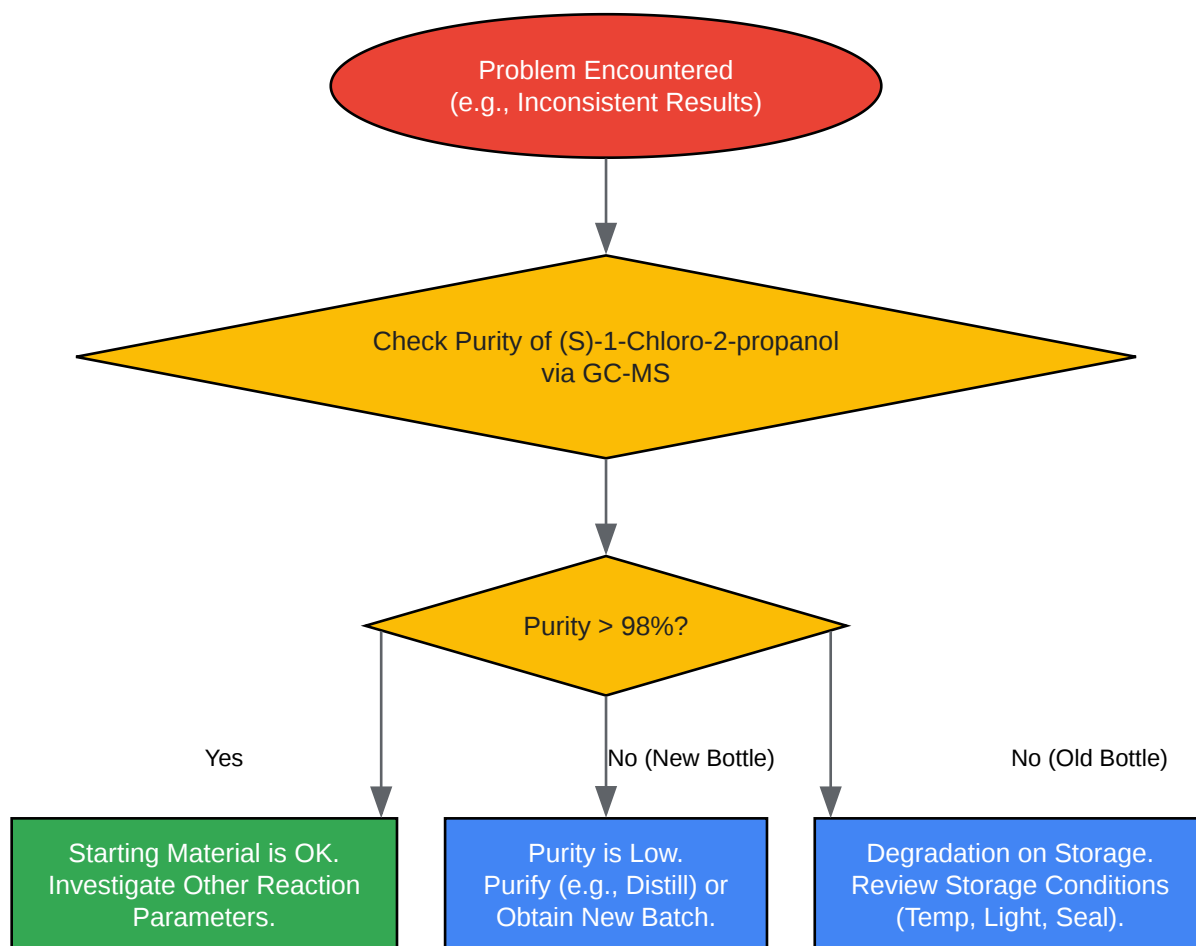 Problem Encountered
(e.g., Inconsistent Results)
Check Purity of (S)-1-Chloro-2-propanol
via GC-MS
Purity > 98%?
Yes
No (New Bottle)
No (Old Bottle)
Starting Material is OK.
Investigate Other Reaction
Parameters.
Purity is Low.
Purify (e.g., Distill) or
Obtain New Batch.
Degradation on Storage.
Review Storage Conditions
(Temp, Light, Seal).